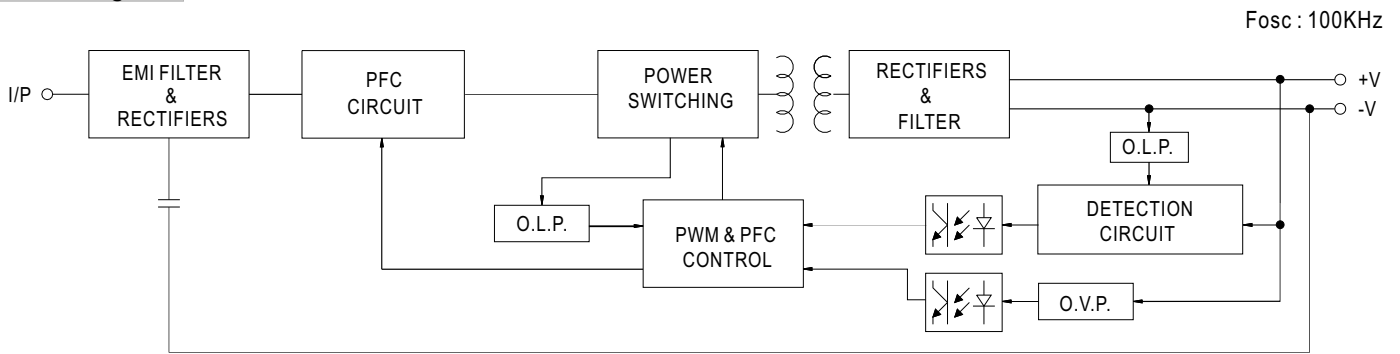 Fosc : 100KHz
I/P
EMI FILTER
&
RECTIFIERS
PFC
CIRCUIT
POWER
SWITCHING
RECTIFIERS
&
FILTER
+V
-V
O.L.P.
O.L.P.
PWM & PFC
CONTROL
DETECTION
CIRCUIT
O.V.P.